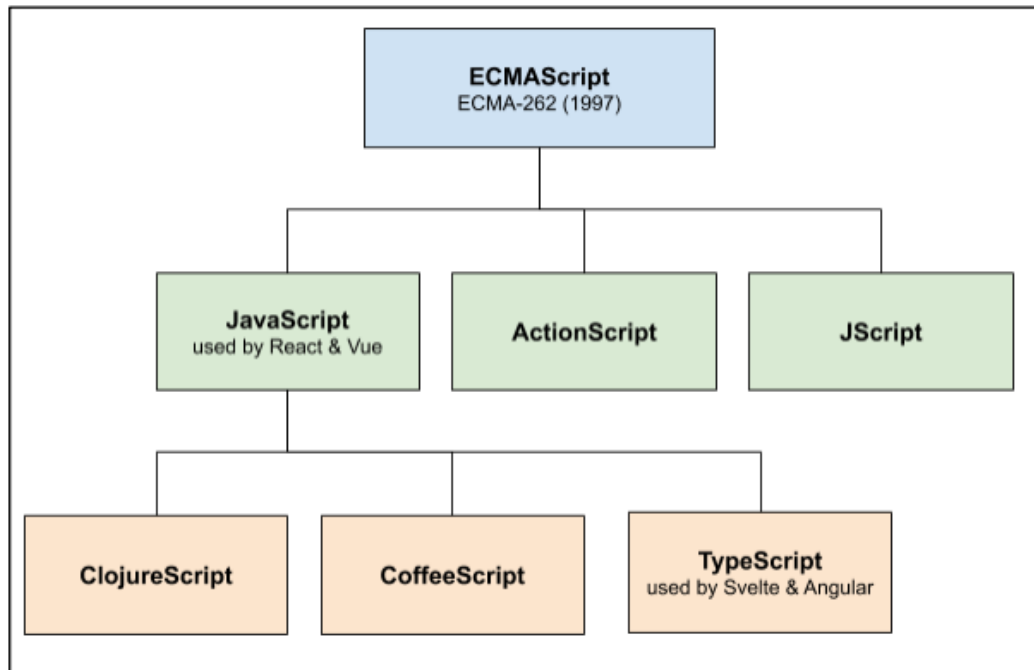 ECMAScript
ECMA-262 (1997)
JavaScript
used by React & Vue
ActionScript
JScript
ClojureScript
CoffeeScript
TypeScript
used by Svelte & Angular